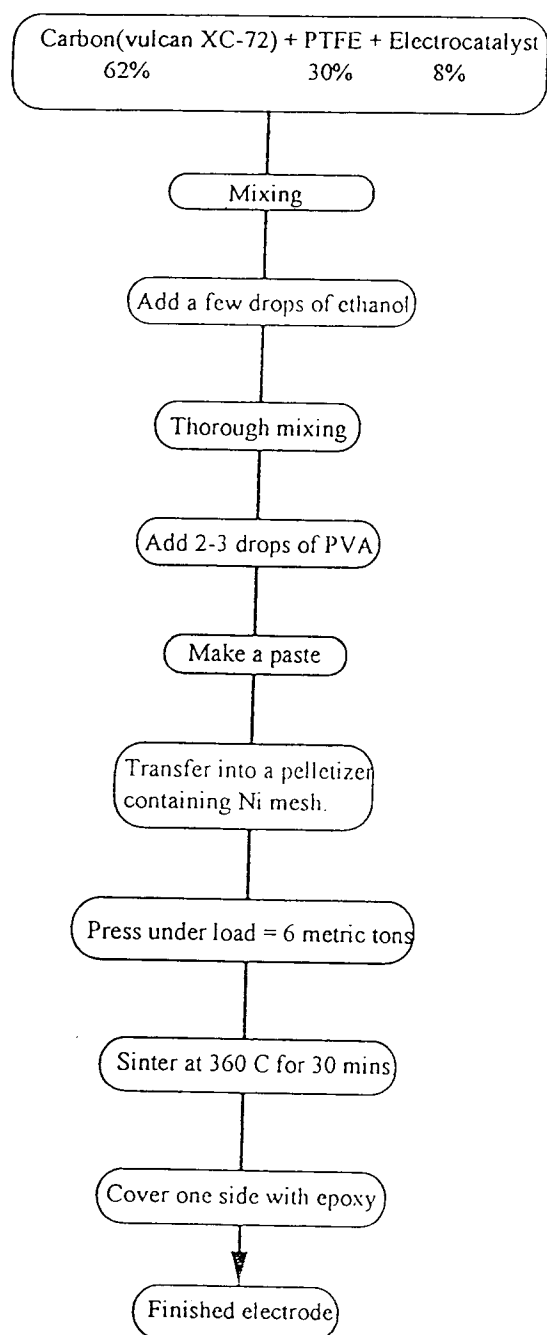 Carbon(vulcan XC-72) + PTFE + Electrocatalyst
62% 30% 8%
Mixing
Add a few drops of ethanol
Thorough mixing
Add 2-3 drops of PVA
Make a paste
Transfer into a pelletizer
containing Ni mesh.
Press under load = 6 metric tons
Sinter at 360 C for 30 mins
Cover one side with epoxy
Finished electrode